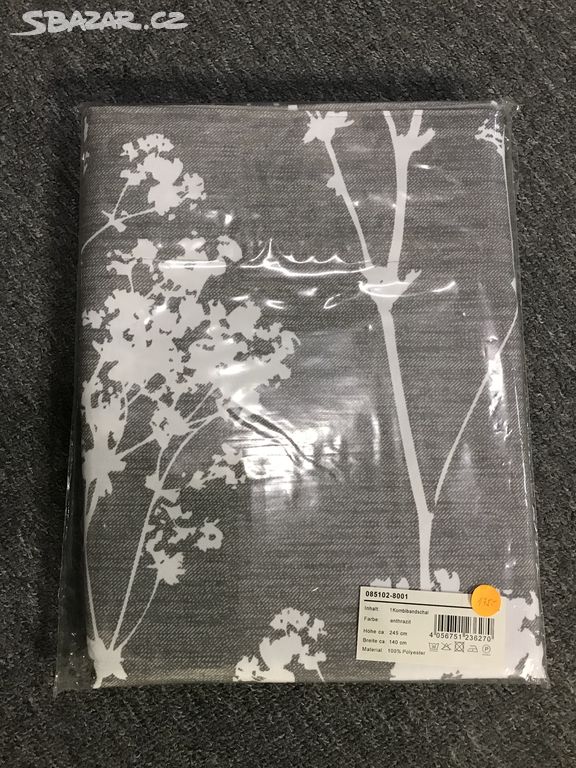 SBAZAR.CZ
085102-8001
Inhalt: 1Kombibandschal
Farbe: anthrazit
Höhe ca: 245 cm
Breite ca: 140 cm
Material: 100% Polyester
4 056751 236270